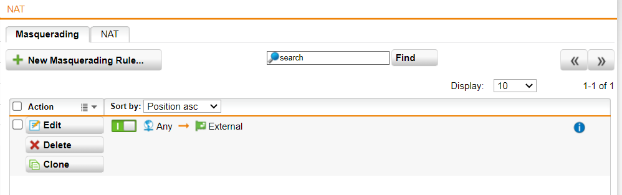 NAT
Masquerading NAT
New Masquerading Rule... search Find « »
Display: 10 1-1 of 1
Action Sort by: Position asc
Edit Any → External
Delete
Clone